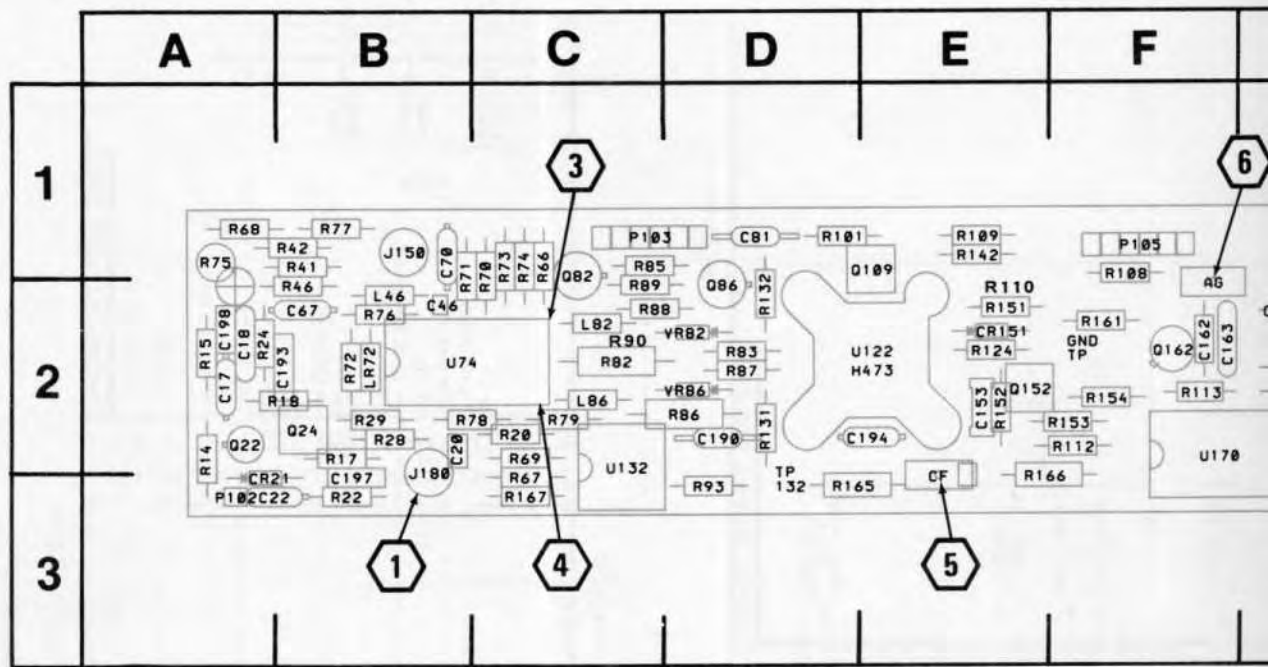 A B C D E F
1
3
6
R68 R77 P103 C81 R101 R109
R42 J150 C70 R71 R70 R73 R74 R66 R142 P105
R75 R41 Q82 R85 Q86 R132 Q109 R108
R46 R89 AG
L46 C46 R88 R110
C67 R76 R151
L82 VR82 CR151 R161
R15 C198 C18 R24 C193 R90 GND
R72 LR72 U74 R82 R83 U122 R124 TP Q162 C162 C163
2
R87 H473
C17 VR86 Q152 R113
R18 L86 C153 R152 R154
R29 R78 R79 R86 R131 R153
Q24 R28 C20 R20 C190 C194 R112
R14 Q22 R17 R69 U132 U170
CR21 C197 J180 R67 TP CF R166
P102 C22 R22 R167 R93 132 R165
3
1
4
5